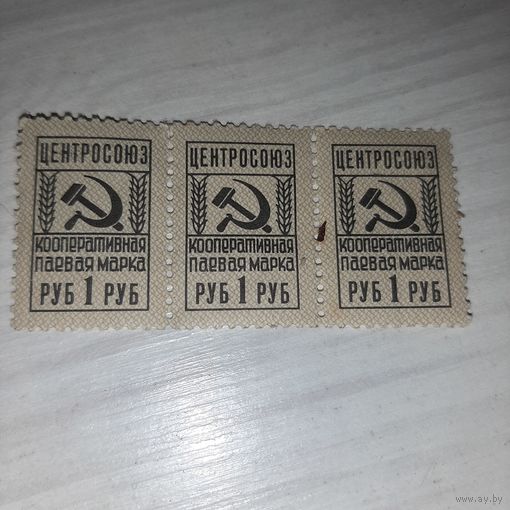 ЦЕНТРОСОЮЗ
КООПЕРАТИВНАЯ
ПАЕВАЯ МАРКА
РУБ 1 РУБ
ЦЕНТРОСОЮЗ
КООПЕРАТИВНАЯ
ПАЕВАЯ МАРКА
РУБ 1 РУБ
ЦЕНТРОСОЮЗ
КООПЕРАТИВНАЯ
ПАЕВАЯ МАРКА
РУБ 1 РУБ
www.ay.by